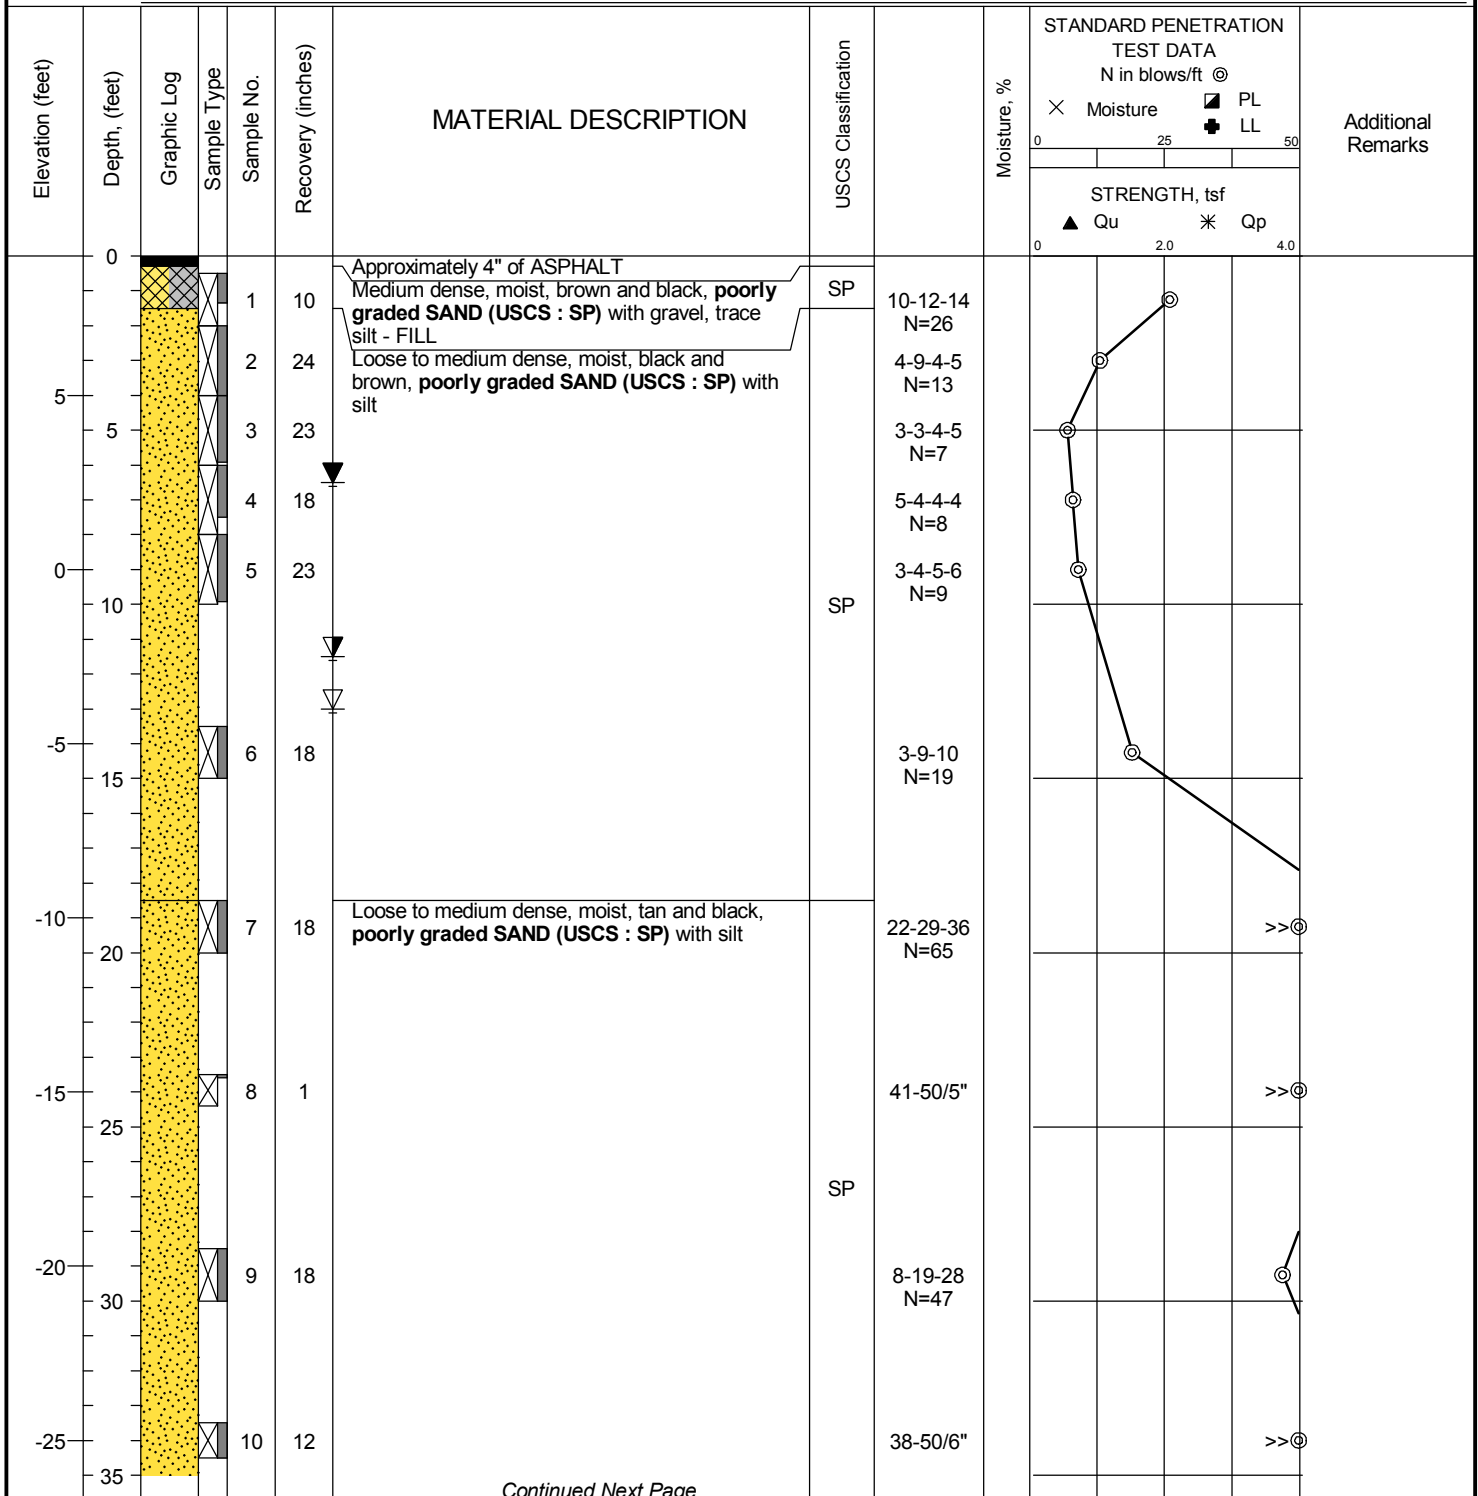 Elevation (feet)
Depth, (feet)
Graphic Log
Sample Type
Sample No.
Recovery (inches)
MATERIAL DESCRIPTION
USCS Classification
Moisture, %
STANDARD PENETRATION
TEST DATA
N in blows/ft
Moisture
PL
LL
0 25 50
STRENGTH, tsf
Qu Qp
0 2.0 4.0
Additional
Remarks
0
Approximately 4" of ASPHALT
1 10 Medium dense, moist, brown and black, poorly SP 10-12-14
graded SAND (USCS : SP) with gravel, trace N=26
silt - FILL
2 24 Loose to medium dense, moist, black and 4-9-4-5
brown, poorly graded SAND (USCS : SP) with N=13
5 silt
5 3 23 3-3-4-5
N=7
4 18 5-4-4-4
N=8
0 5 23 3-4-5-6
N=9
10 SP
-5 6 18 3-9-10
15 N=19
Loose to medium dense, moist, tan and black,
-10 7 18 poorly graded SAND (USCS : SP) with silt 22-29-36 >>
20 N=65
-15 8 1 41-50/5" >>
25
SP
-20 9 18 8-19-28
30 N=47
-25 10 12 38-50/6" >>
35
Continued Next Page